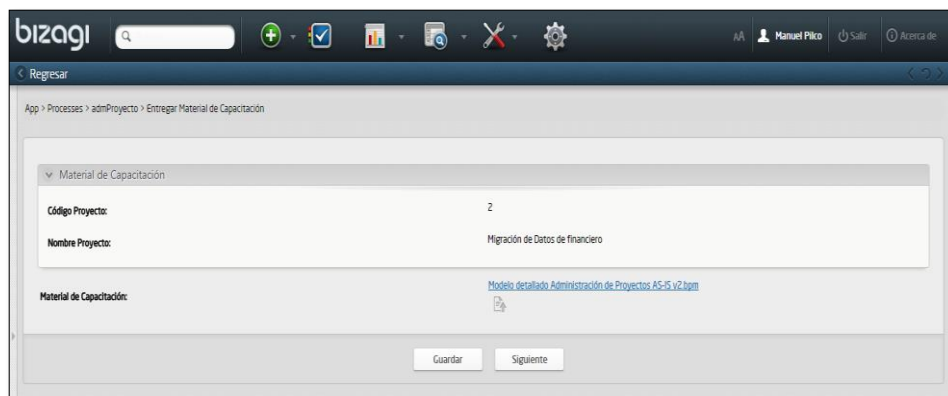 bizagi
AA Manuel Pilco Salir Acerca de
Regresar
App > Processes > admProyecto > Entregar Material de Capacitación
Material de Capacitación
Código Proyecto: 2
Nombre Proyecto: Migración de Datos de financiero
Material de Capacitación: Modelo detallado Administración de Proyectos AS-IS v2.bpm
Guardar Siguiente